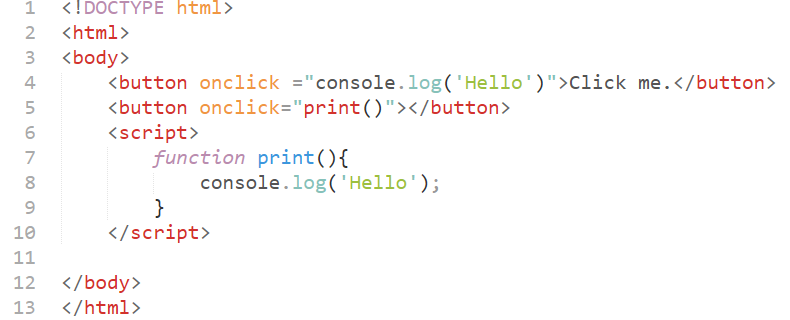 1 <!DOCTYPE html>
2 <html>
3 <body>
4     <button onclick ="console.log('Hello')">Click me.</button>
5     <button onclick="print()"></button>
6     <script>
7         function print(){
8             console.log('Hello');
9         }
10     </script>
11
12 </body>
13 </html>